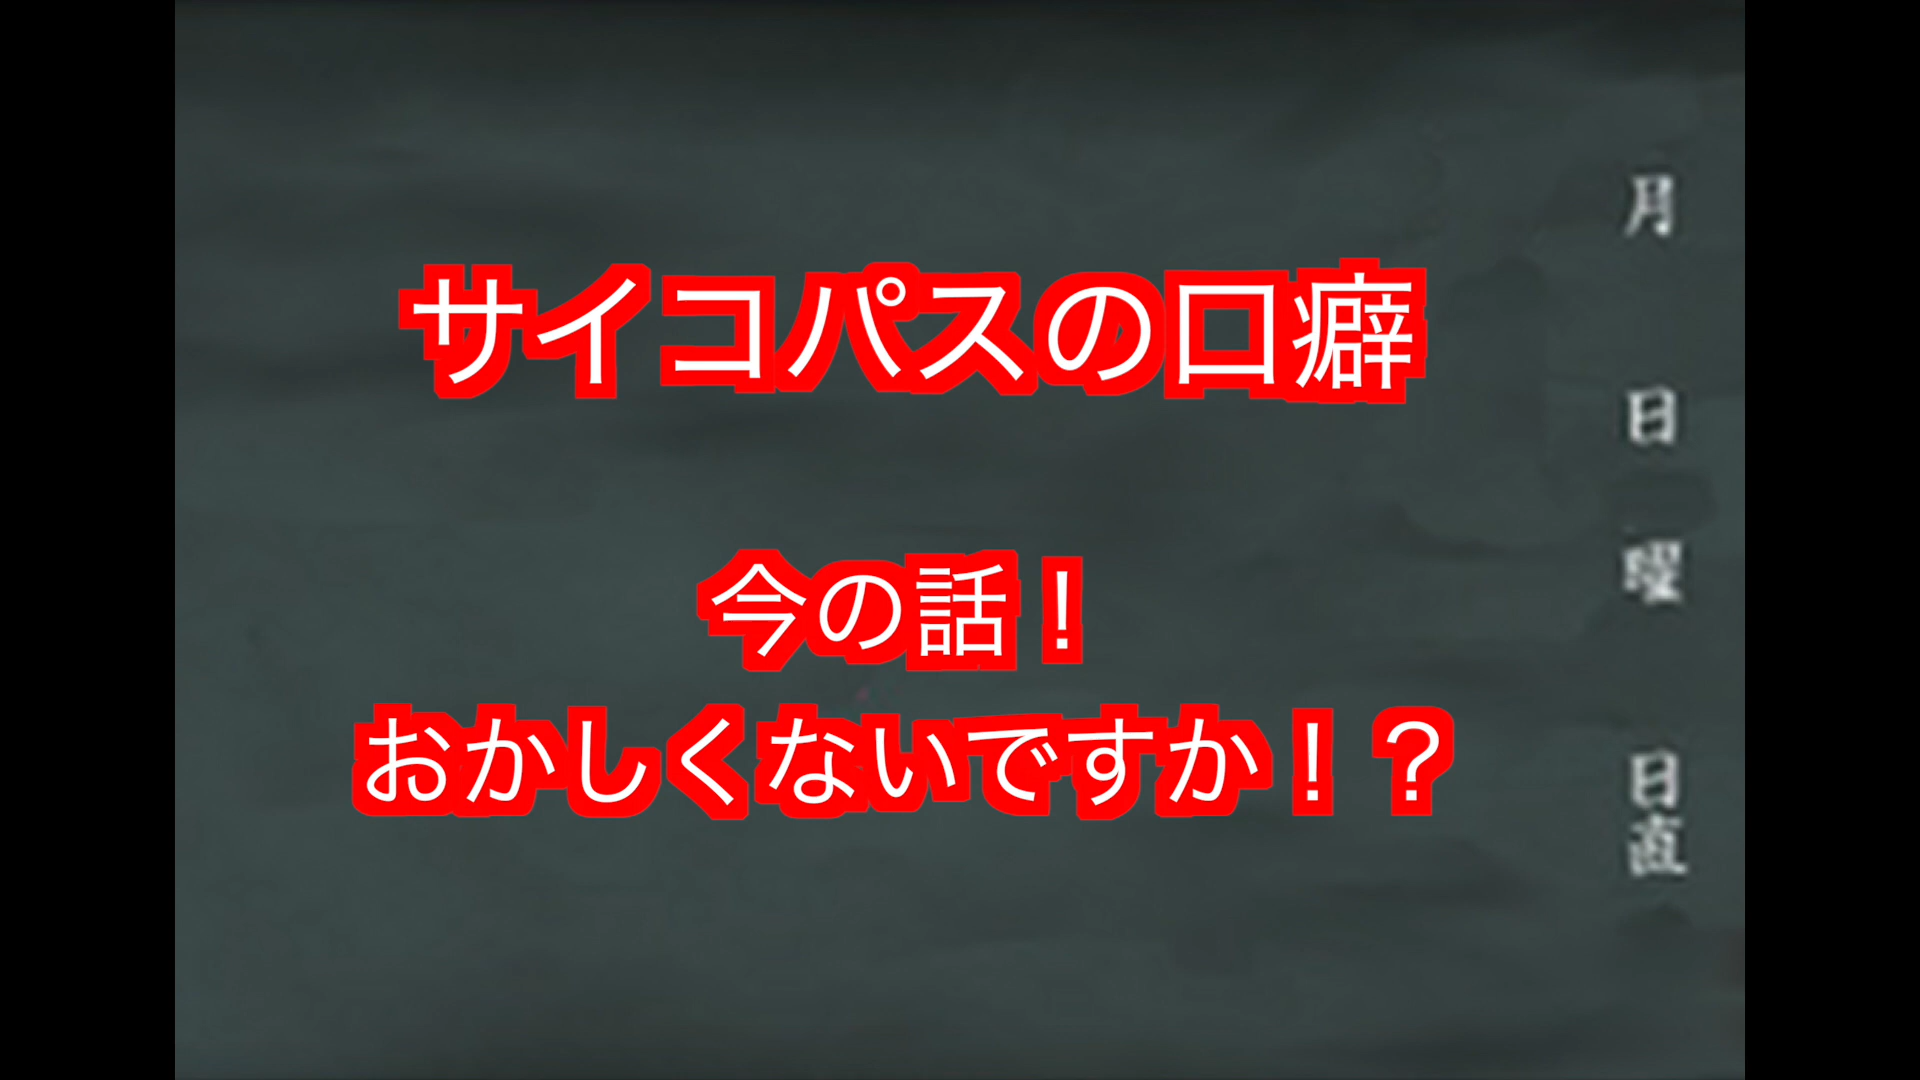 サイコパスの口癖
今の話！
おかしくないですか！？
月
日
曜
日直